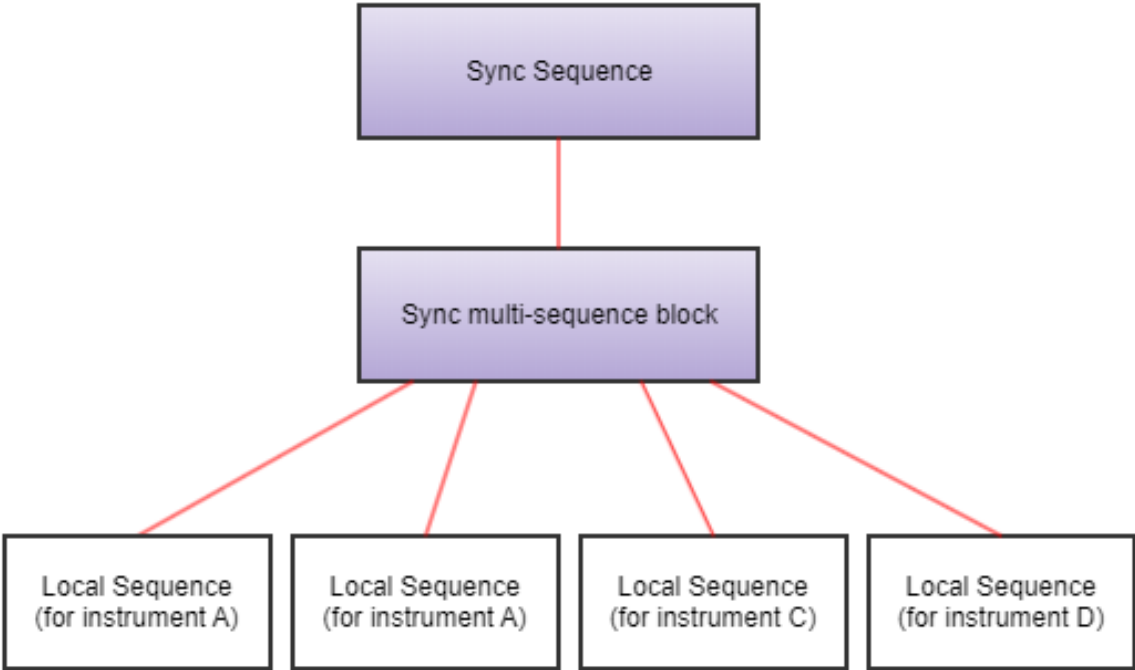 Sync Sequence
Sync multi-sequence block
Local Sequence
(for instrument A)
Local Sequence
(for instrument A)
Local Sequence
(for instrument C)
Local Sequence
(for instrument D)